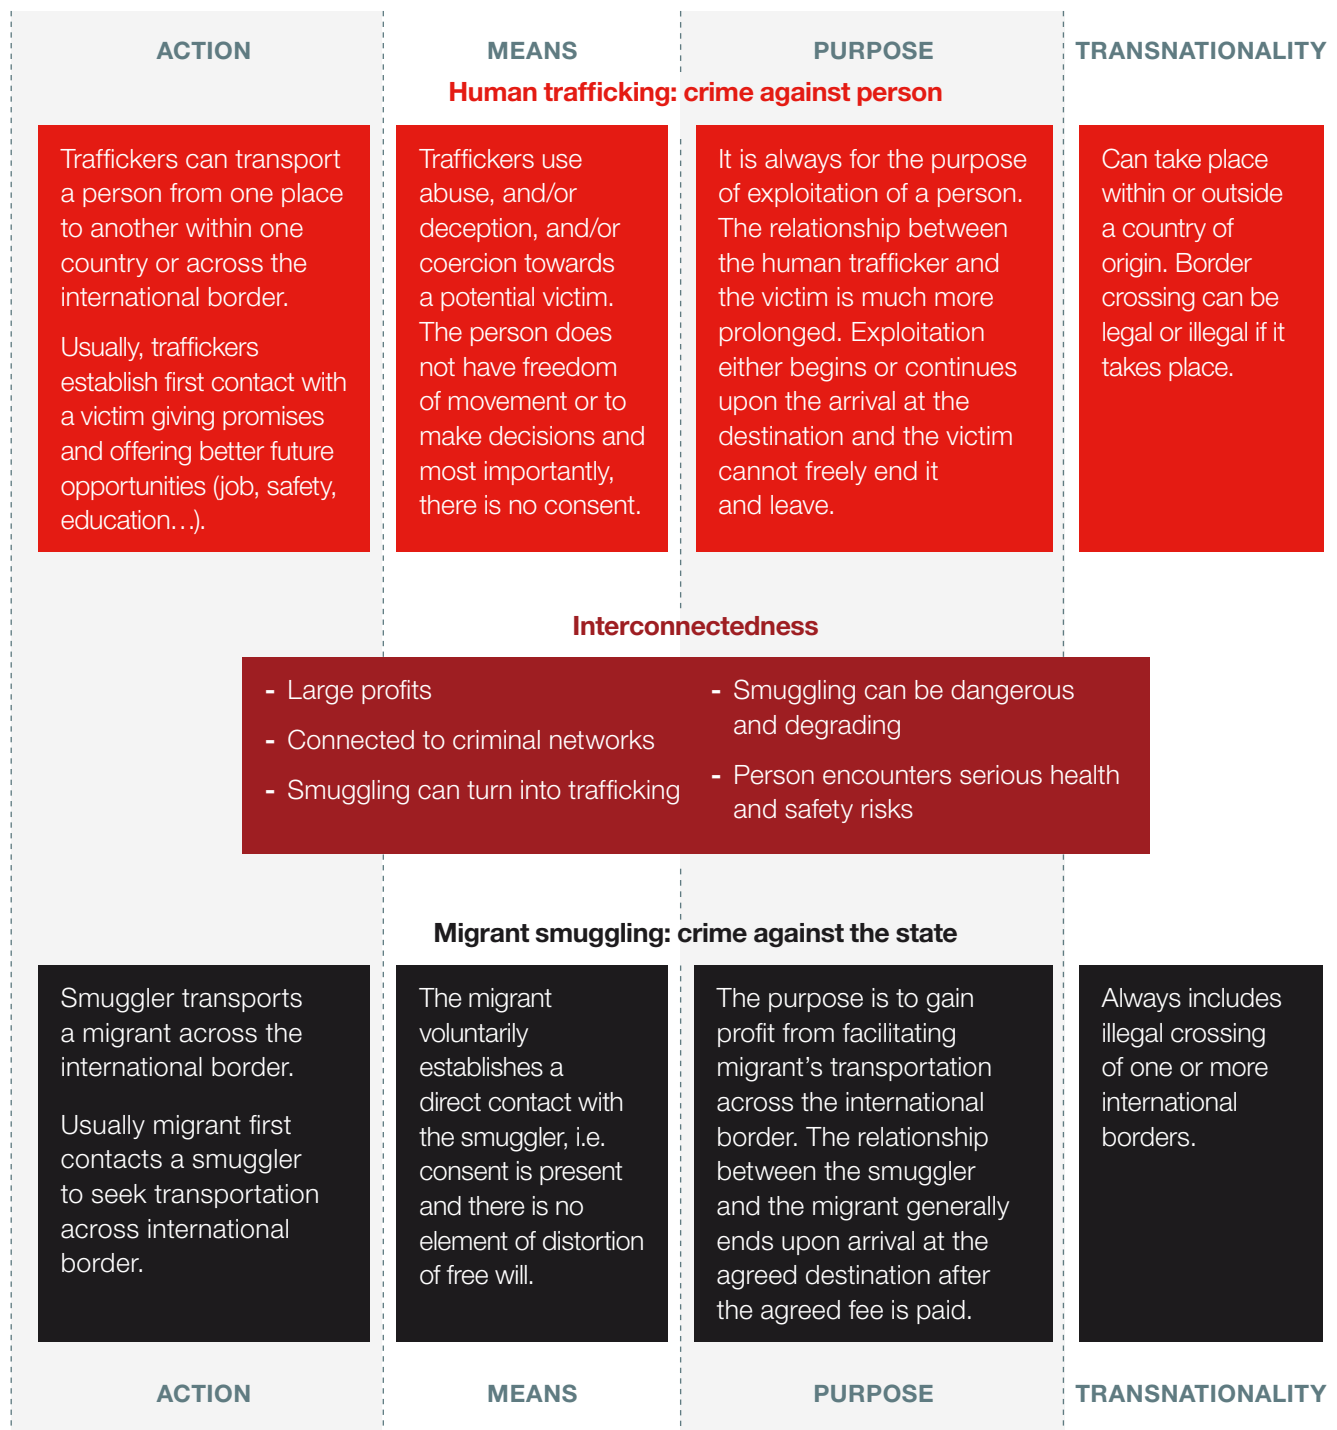 ACTION
MEANS
PURPOSE
TRANSNATIONALITY
Human trafficking: crime against person
Traffickers can transport
a person from one place
to another within one
country or across the
international border.
Usually, traffickers
establish first contact with
a victim giving promises
and offering better future
opportunities (job, safety,
education…).
Traffickers use
abuse, and/or
deception, and/or
coercion towards
a potential victim.
The person does
not have freedom
of movement or to
make decisions and
most importantly,
there is no consent.
It is always for the purpose
of exploitation of a person.
The relationship between
the human trafficker and
the victim is much more
prolonged. Exploitation
either begins or continues
upon the arrival at the
destination and the victim
cannot freely end it
and leave.
Can take place
within or outside
a country of
origin. Border
crossing can be
legal or illegal if it
takes place.
Interconnectedness
- Large profits
- Connected to criminal networks
- Smuggling can turn into trafficking
- Smuggling can be dangerous
and degrading
- Person encounters serious health
and safety risks
Migrant smuggling: crime against the state
Smuggler transports
a migrant across the
international border.
Usually migrant first
contacts a smuggler
to seek transportation
across international
border.
The migrant
voluntarily
establishes a
direct contact with
the smuggler, i.e.
consent is present
and there is no
element of distortion
of free will.
The purpose is to gain
profit from facilitating
migrant’s transportation
across the international
border. The relationship
between the smuggler
and the migrant generally
ends upon arrival at the
agreed destination after
the agreed fee is paid.
Always includes
illegal crossing
of one or more
international
borders.
ACTION
MEANS
PURPOSE
TRANSNATIONALITY